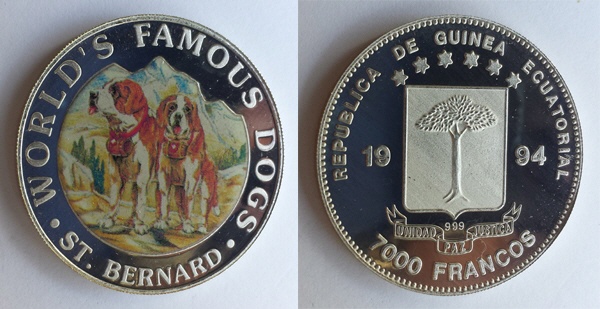 WORLD'S FAMOUS DOGS
• ST. BERNARD •
REPUBLICA DE GUINEA ECUATORIAL
19 94
999
UNIDAD PAZ JUSTICIA
7000 FRANCOS